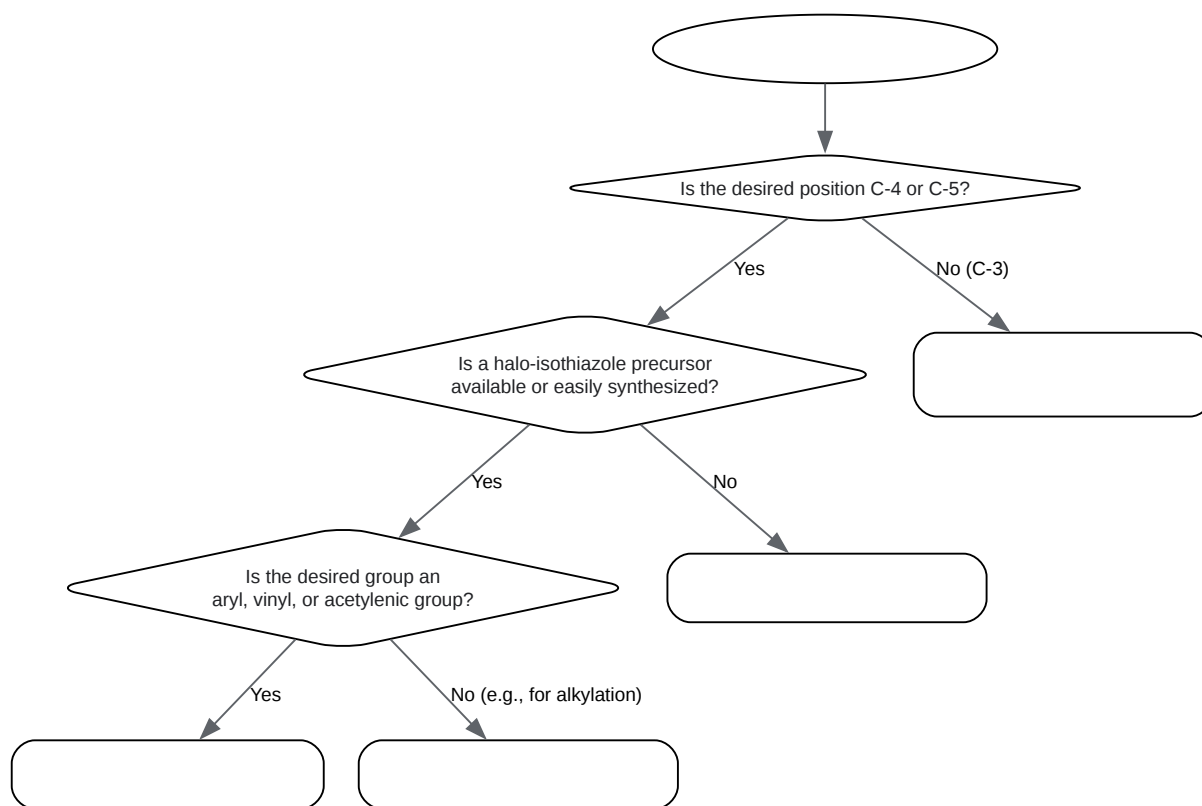 Is the desired position C-4 or C-5?
Yes
No (C-3)
Is a halo-isothiazole precursor
available or easily synthesized?
Yes
No
Is the desired group an
aryl, vinyl, or acetylenic group?
Yes
No (e.g., for alkylation)